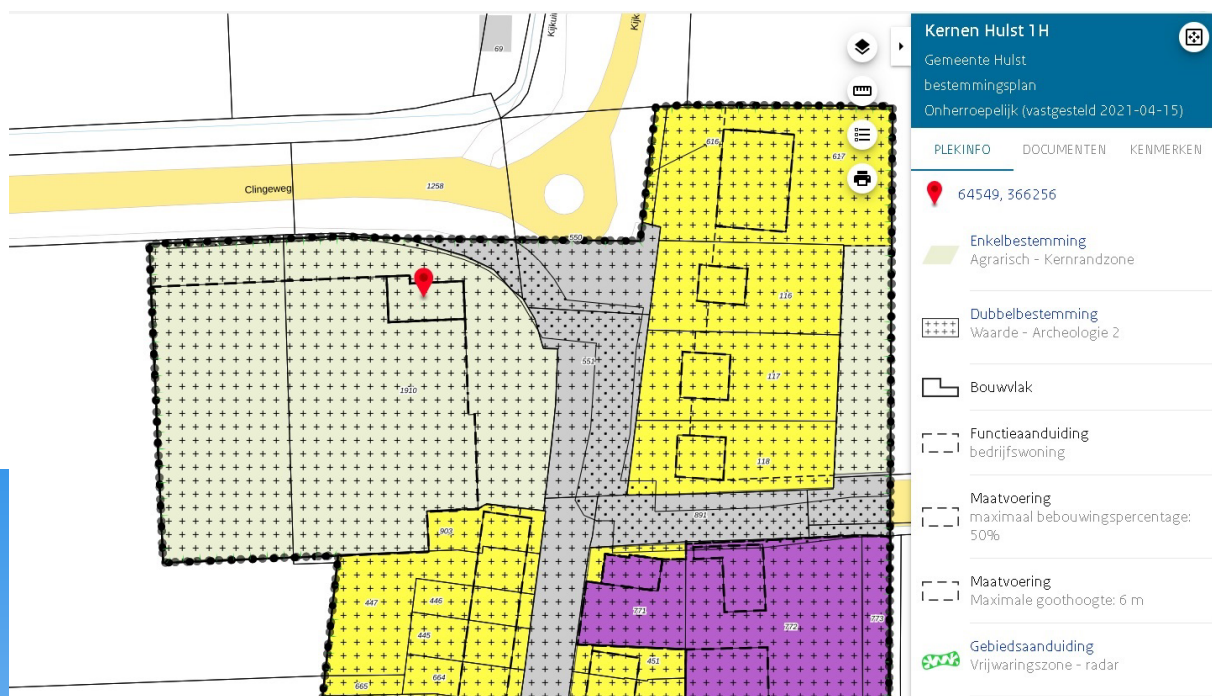 69
Kijkuit
Kijk
Clingeweg
1258
550
616
617
116
551
117
1910
118
891
903
447
446
445
664
665
771
772
773
451
Kernen Hulst 1H
Gemeente Hulst
bestemmingsplan
Onherroepelijk (vastgesteld 2021-04-15)
PLEKINFO DOCUMENTEN KENMERKEN
64549, 366256
Enkelbestemming
Agrarisch - Kernrandzone
Dubbelbestemming
Waarde - Archeologie 2
Bouwvlak
Functieaanduiding
bedrijfswoning
Maatvoering
maximaal bebouwingspercentage:
50%
Maatvoering
Maximale goothoogte: 6 m
Gebiedsaanduiding
Vrijwaringszone - radar